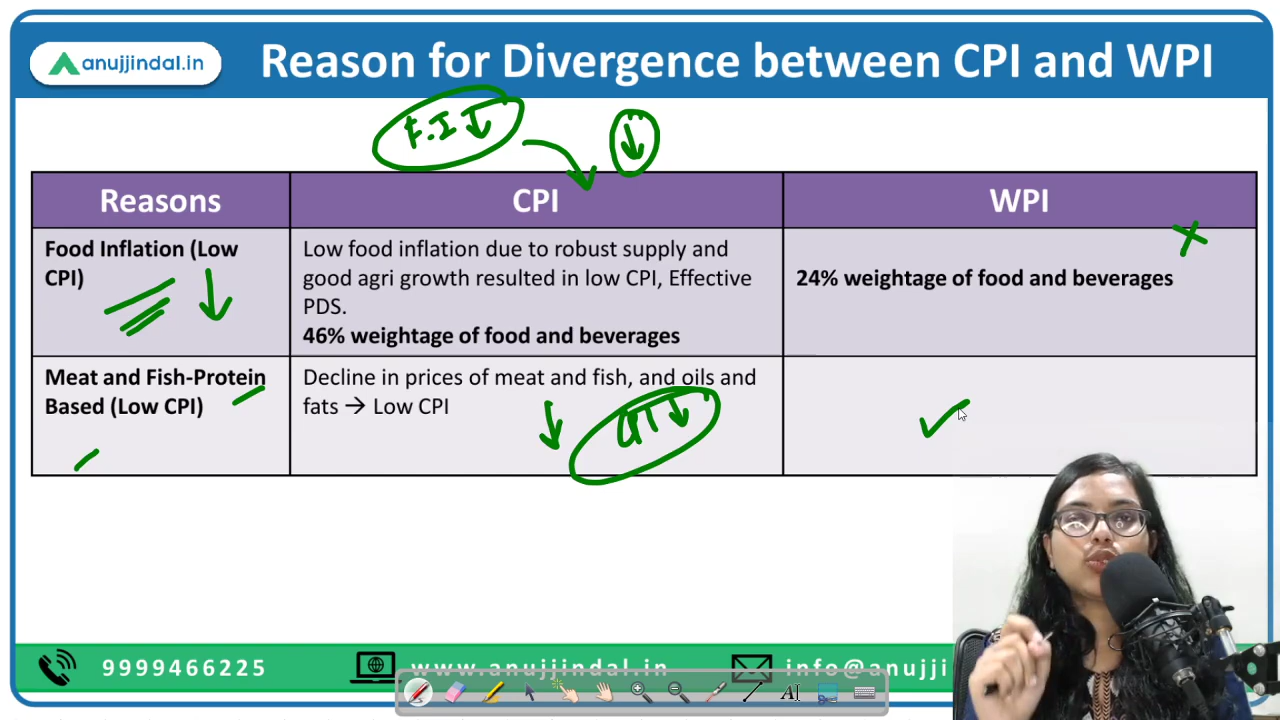 anujjindal.in
Reason for Divergence between CPI and WPI
F.I ↓
↓
Reasons
CPI
WPI
Food Inflation (Low
CPI)
Low food inflation due to robust supply and
good agri growth resulted in low CPI, Effective
PDS.
46% weightage of food and beverages
24% weightage of food and beverages
Meat and Fish-Protein
Based (Low CPI)
Decline in prices of meat and fish, and oils and
fats → Low CPI
CPI ↓
9999466225
www.anujjindal.in
info@anujji
AI